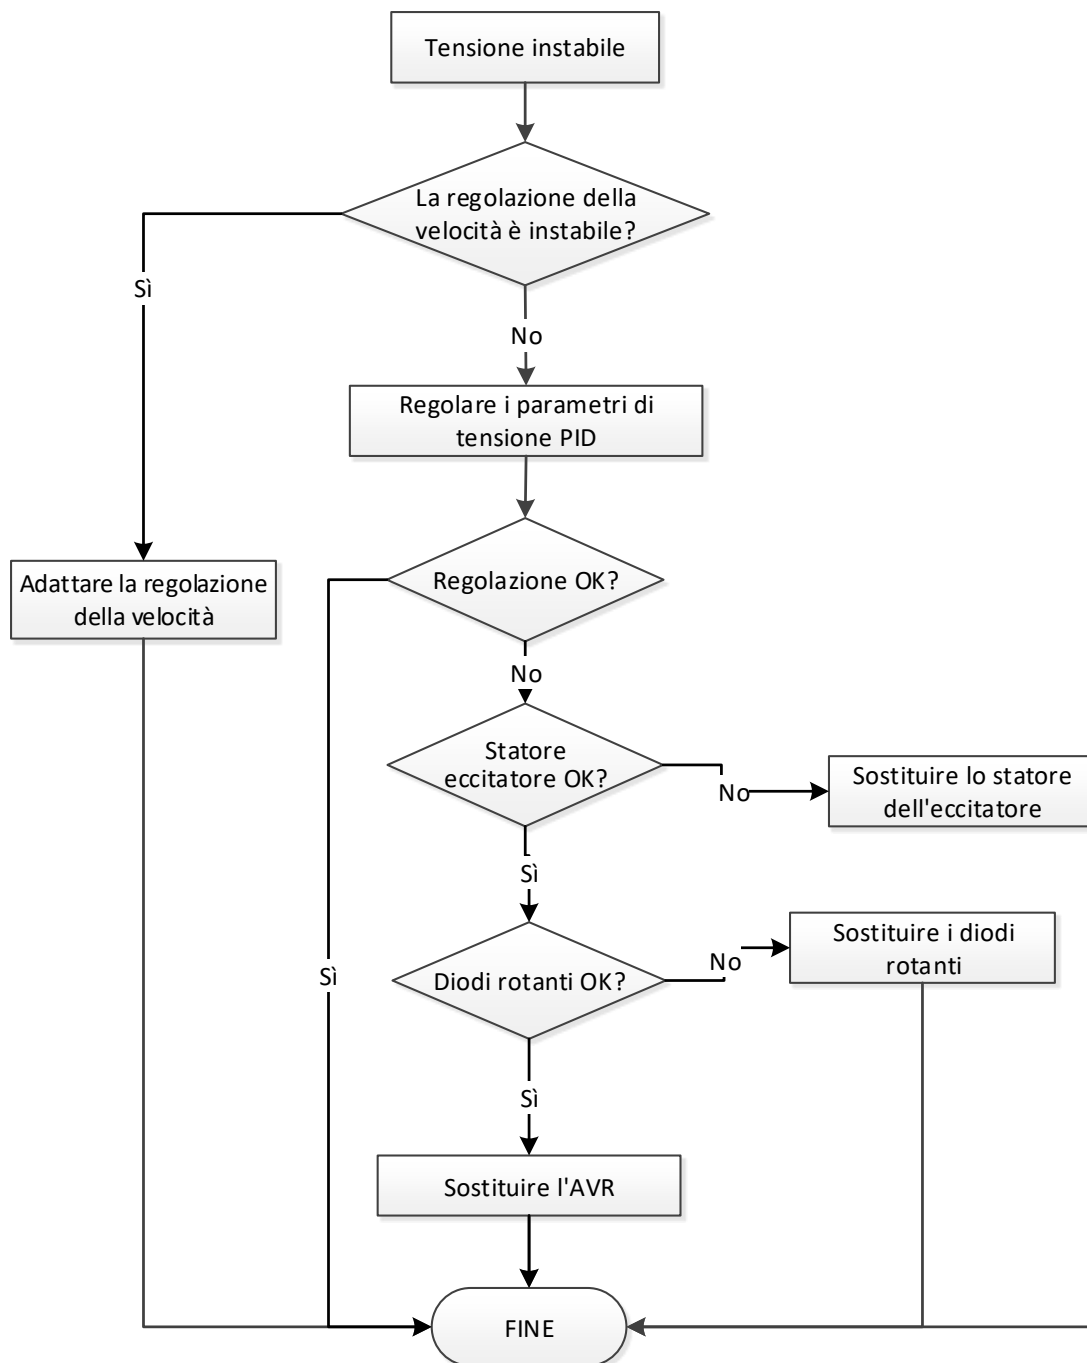 Tensione instabile
La regolazione della
velocità è instabile?
Sì
No
Regolare i parametri di
tensione PID
Adattare la regolazione
della velocità
Regolazione OK?
No
Statore
eccitatore OK?
No
Sostituire lo statore
dell'eccitatore
Sì
Sostituire i diodi
rotanti
No
Diodi rotanti OK?
Sì
Sì
Sostituire l'AVR
FINE